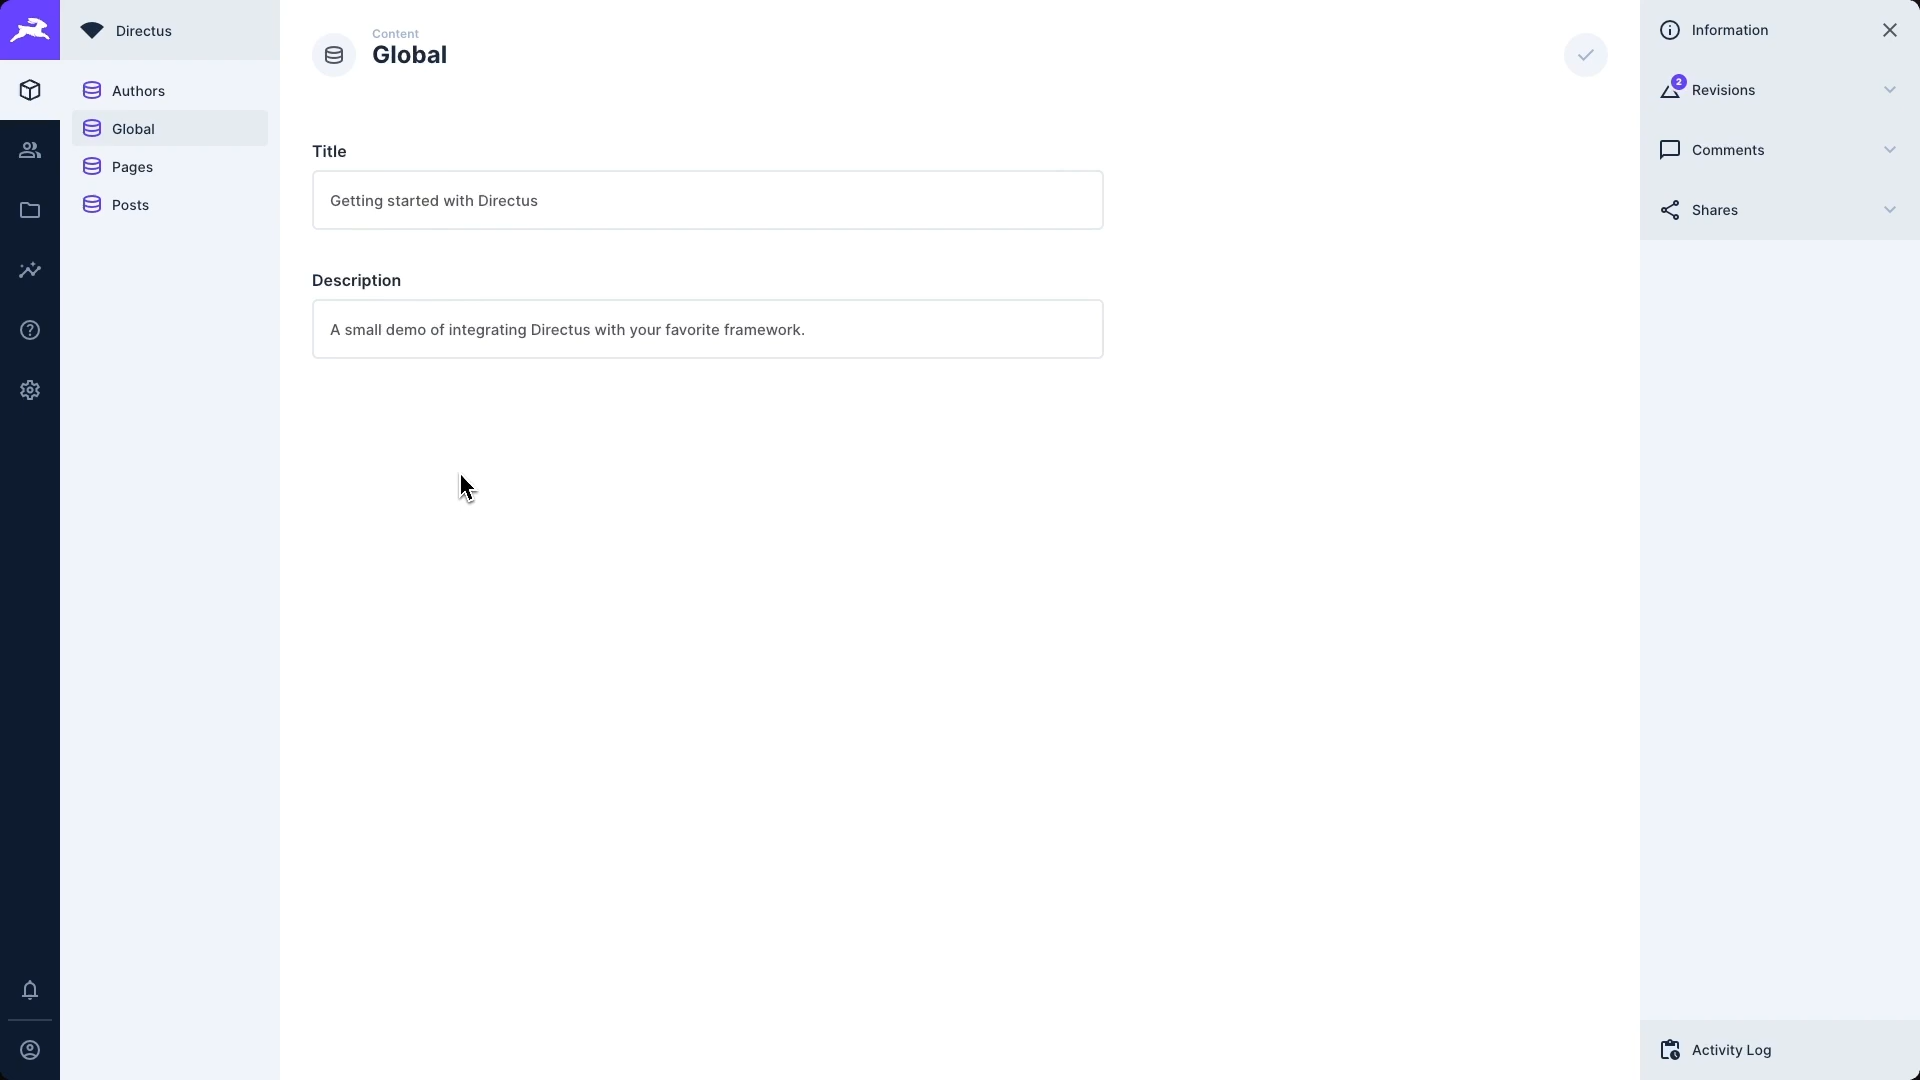 Directus
Authors
Global
Pages
Posts
Content
Global
Title
Getting started with Directus
Description
A small demo of integrating Directus with your favorite framework.
Information
2
Revisions
Comments
Shares
Activity Log